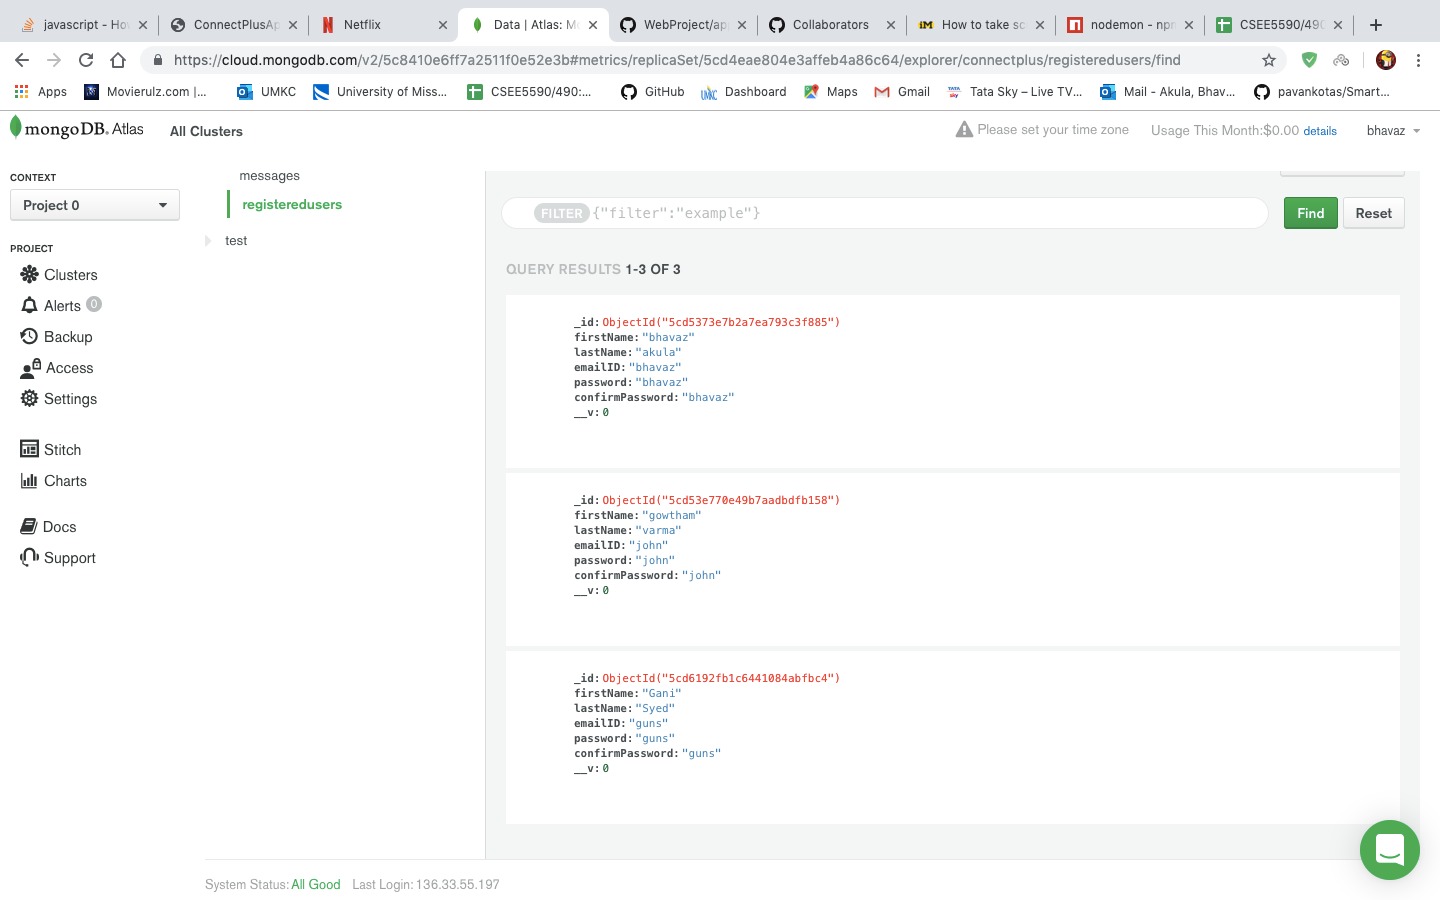 javascript - Ho
ConnectPlusAp
Netflix
Data | Atlas: Mo
WebProject/ap
Collaborators
How to take sc
nodemon - npm
CSEE5590/490
https://cloud.mongodb.com/v2/5c8410e6ff7a2511f0e52e3b#metrics/replicaSet/5cd4eae804e3affeb4a86c64/explorer/connectplus/registeredusers/find
Apps
Movierulz.com |...
UMKC
University of Miss...
CSEE5590/490:...
GitHub
Dashboard
Maps
Gmail
Tata Sky – Live TV...
Mail - Akula, Bhav...
pavankotas/Smart...
mongoDB. Atlas
All Clusters
Please set your time zone
Usage This Month:$0.00 details
bhavaz
CONTEXT
Project 0
PROJECT
Clusters
Alerts 0
Backup
Access
Settings
Stitch
Charts
Docs
Support
messages
registeredusers
test
FILTER {"filter":"example"}
Find
Reset
QUERY RESULTS 1-3 OF 3
_id: ObjectId("5cd5373e7b2a7ea793c3f885")
firstName: "bhavaz"
lastName: "akula"
emailID: "bhavaz"
password: "bhavaz"
confirmPassword: "bhavaz"
__v: 0
_id: ObjectId("5cd53e770e49b7aadbdfb158")
firstName: "gowtham"
lastName: "varma"
emailID: "john"
password: "john"
confirmPassword: "john"
__v: 0
_id: ObjectId("5cd6192fb1c6441084abfbc4")
firstName: "Gani"
lastName: "Syed"
emailID: "guns"
password: "guns"
confirmPassword: "guns"
__v: 0
System Status: All Good Last Login: 136.33.55.197